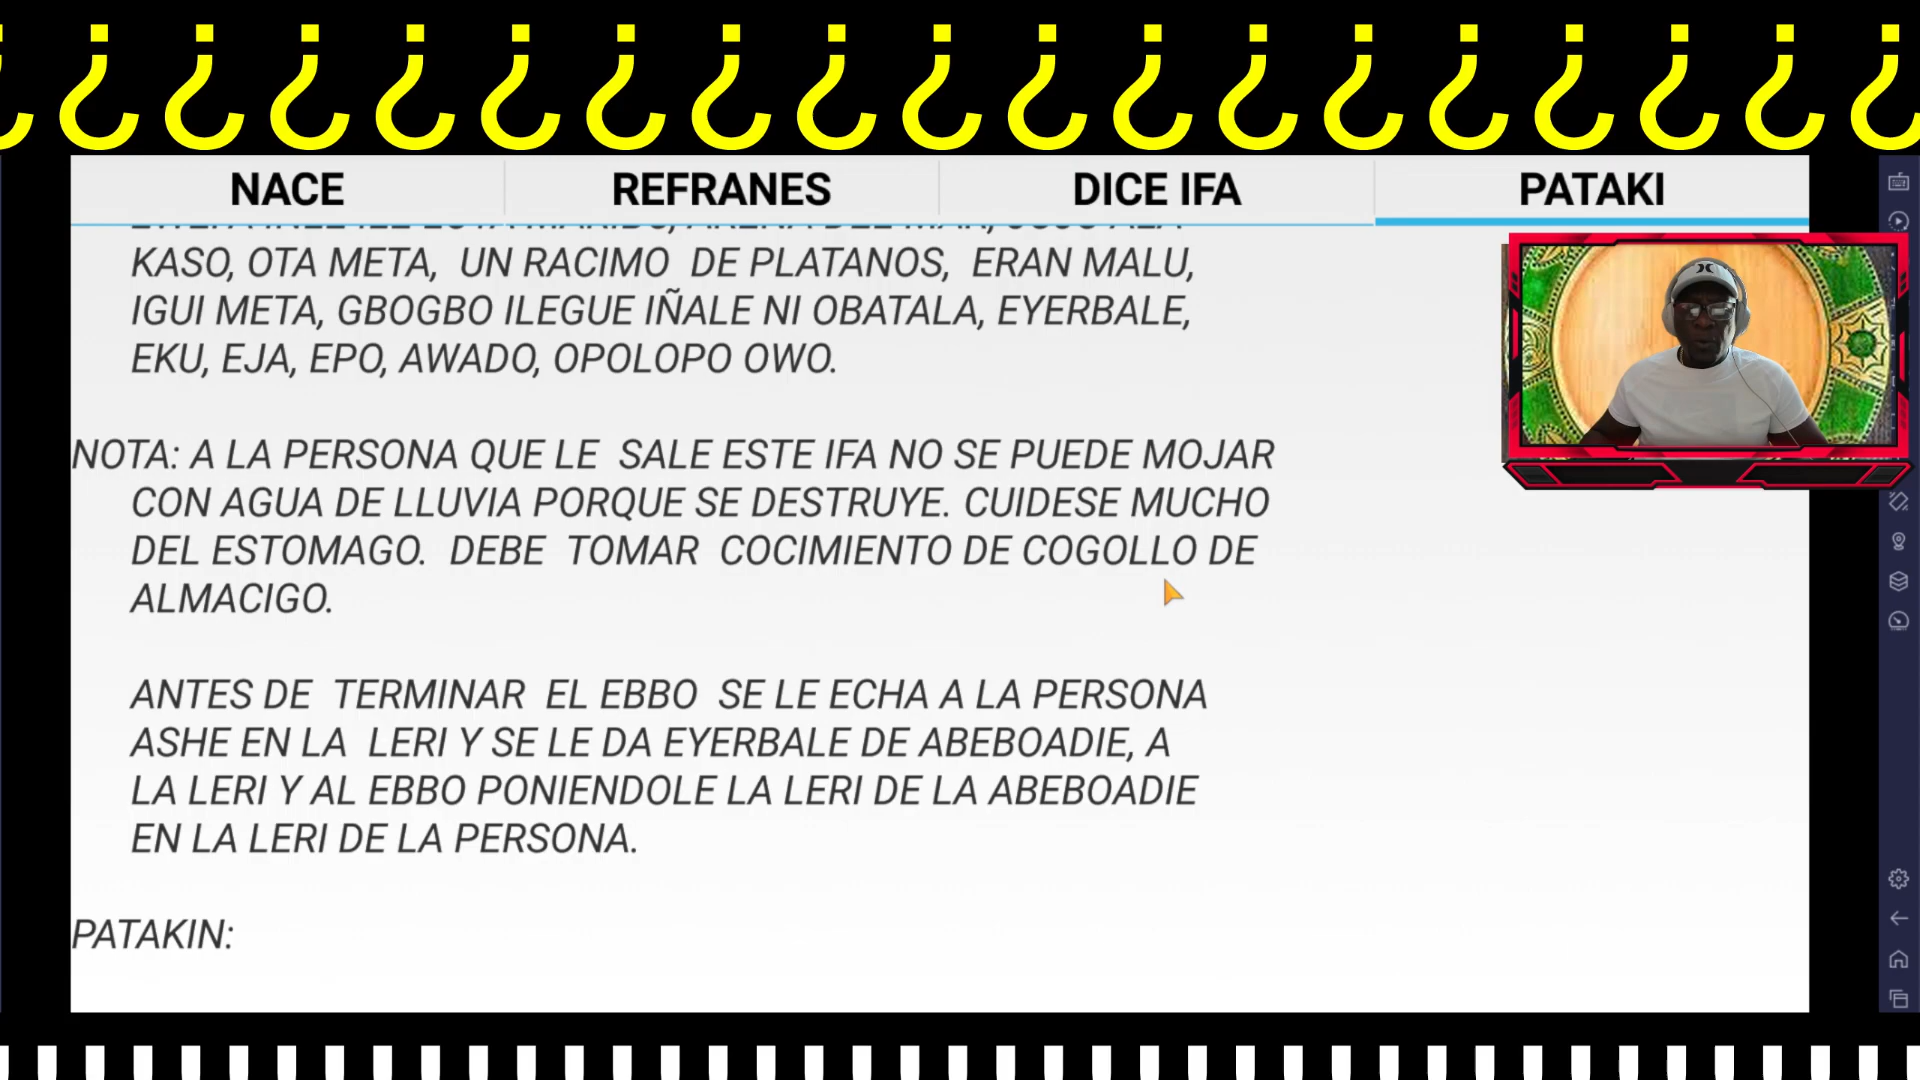 ¿ ¿ ¿ ¿ ¿ ¿ ¿ ¿ ¿ ¿ ¿ ¿ ¿ ¿ ¿ ¿ ¿ ¿ ¿
NACE REFRANES DICE IFA PATAKI
KASO, OTA META, UN RACIMO DE PLATANOS, ERAN MALU,
IGUI META, GBOGBO ILEGUE IÑALE NI OBATALA, EYERBALE,
EKU, EJA, EPO, AWADO, OPOLOPO OWO.
NOTA: A LA PERSONA QUE LE SALE ESTE IFA NO SE PUEDE MOJAR
CON AGUA DE LLUVIA PORQUE SE DESTRUYE. CUIDESE MUCHO
DEL ESTOMAGO. DEBE TOMAR COCIMIENTO DE COGOLLO DE
ALMACIGO.
ANTES DE TERMINAR EL EBBO SE LE ECHA A LA PERSONA
ASHE EN LA LERI Y SE LE DA EYERBALE DE ABEBOADIE, A
LA LERI Y AL EBBO PONIENDOLE LA LERI DE LA ABEBOADIE
EN LA LERI DE LA PERSONA.
PATAKIN: